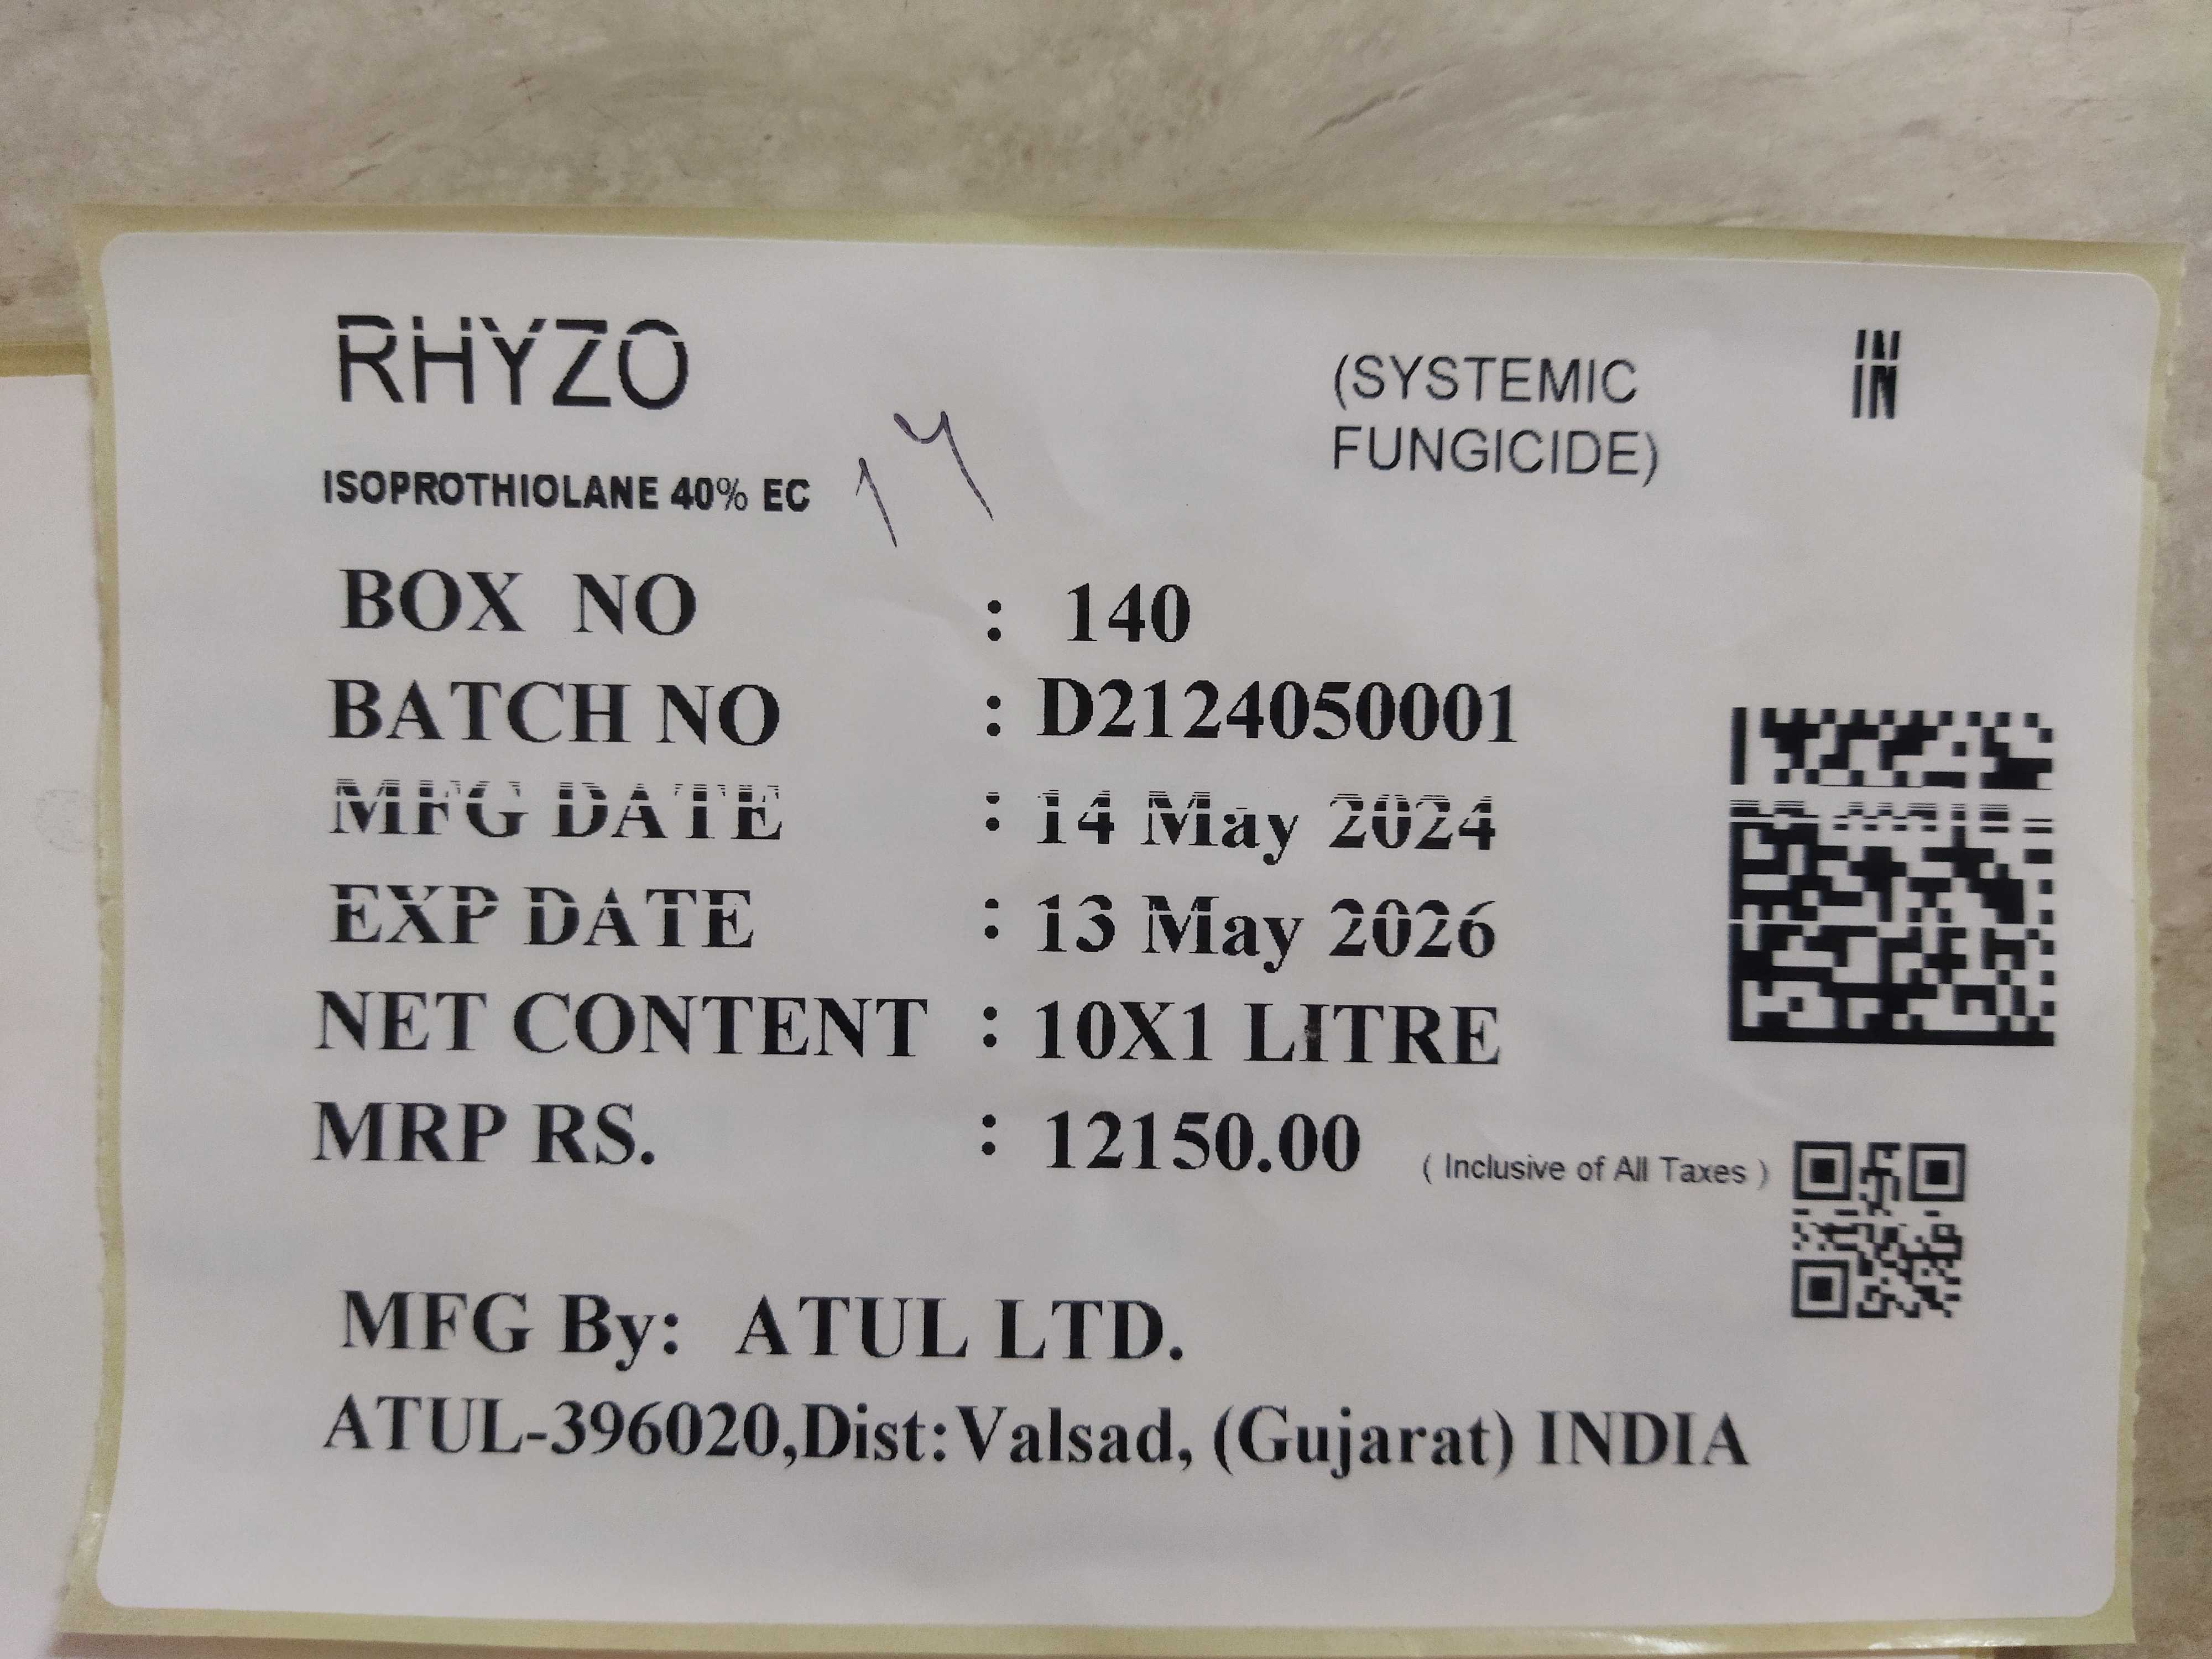 RHYZO
(SYSTEMIC
FUNGICIDE)
IN
ISOPROTHIOLANE 40% EC
14
BOX NO : 140
BATCH NO : D2124050001
MFG DATE : 14 May 2024
EXP DATE : 13 May 2026
NET CONTENT : 10X1 LITRE
MRP RS. : 12150.00 ( Inclusive of All Taxes )
MFG By: ATUL LTD.
ATUL-396020,Dist:Valsad, (Gujarat) INDIA